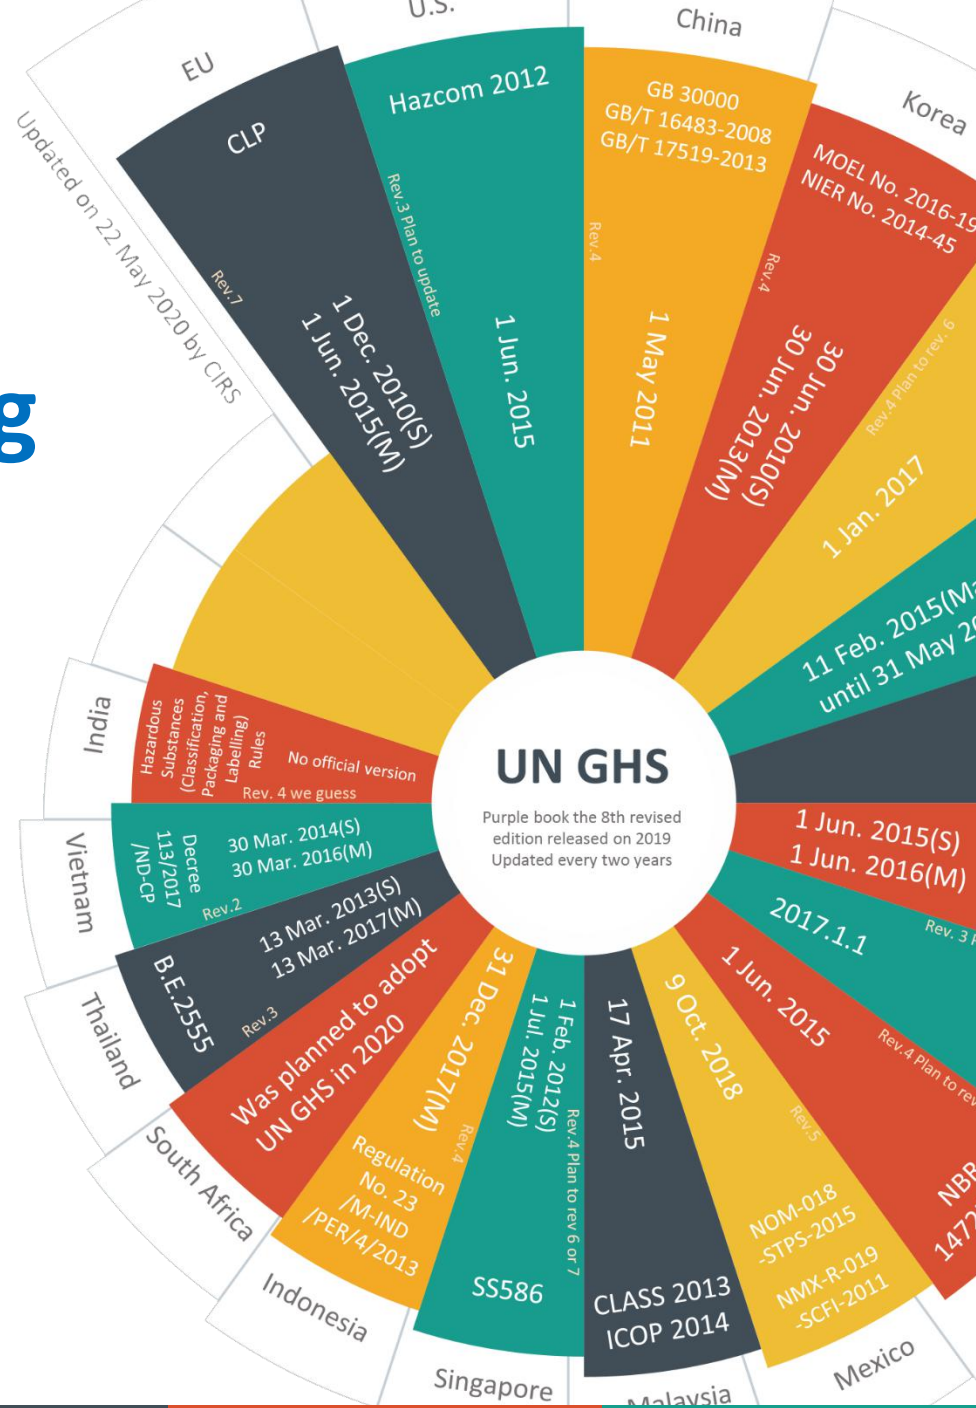 U.S.
China
EU
Korea
Updated on 22 May 2020 by CIRS
g
CLP
Rev.7
1 Dec. 2010(S)
1 Jun. 2015(M)
Hazcom 2012
Rev.3 Plan to update
1 Jun. 2015
GB 30000
GB/T 16483-2008
GB/T 17519-2013
Rev.4
1 May 2011
MOEL No. 2016-19
NIER No. 2014-45
Rev.4
30 Jun. 2010(S)
30 Jun. 2013(M)
Rev.4 Plan to rev. 6
1 Jan. 2017
11 Feb. 2015(Ma
until 31 May 20
1 Jun. 2015(S)
1 Jun. 2016(M)
Rev. 3 P
2017.1.1
Rev.4 Plan to rev
1 Jun. 2015
NBR
1472
9 Oct. 2018
Rev.5
NOM-018
-STPS-2015
NMX-R-019
-SCFI-2011
Mexico
17 Apr. 2015
CLASS 2013
ICOP 2014
Malaysia
1 Feb. 2012(S)
1 Jul. 2015(M)
Rev.4 Plan to rev 6 or 7
SS586
Singapore
31 Dec. 2017(M)
Rev.4
Regulation
No. 23
/M-IND
/PER/4/2013
Indonesia
Was planned to adopt
UN GHS in 2020
South Africa
13 Mar. 2013(S)
13 Mar. 2017(M)
Rev.3
B.E.2555
Thailand
30 Mar. 2014(S)
30 Mar. 2016(M)
Rev.2
Decree
113/2017
/ND-CP
Vietnam
Hazardous
Substances
(Classification,
Packaging and
Labelling)
Rules
No official version
Rev. 4 we guess
India
UN GHS
Purple book the 8th revised
edition released on 2019
Updated every two years